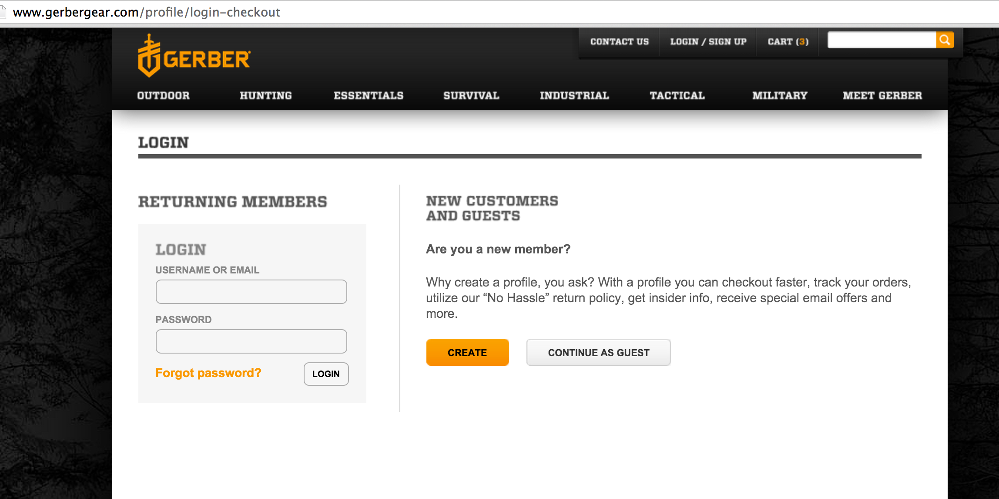 www.gerbergear.com/profile/login-checkout
CONTACT US LOGIN / SIGN UP CART (3)
GERBER
OUTDOOR HUNTING ESSENTIALS SURVIVAL INDUSTRIAL TACTICAL MILITARY MEET GERBER
LOGIN
RETURNING MEMBERS
LOGIN
USERNAME OR EMAIL
PASSWORD
Forgot password?
LOGIN
NEW CUSTOMERS
AND GUESTS
Are you a new member?
Why create a profile, you ask? With a profile you can checkout faster, track your orders,
utilize our “No Hassle” return policy, get insider info, receive special email offers and
more.
CREATE
CONTINUE AS GUEST